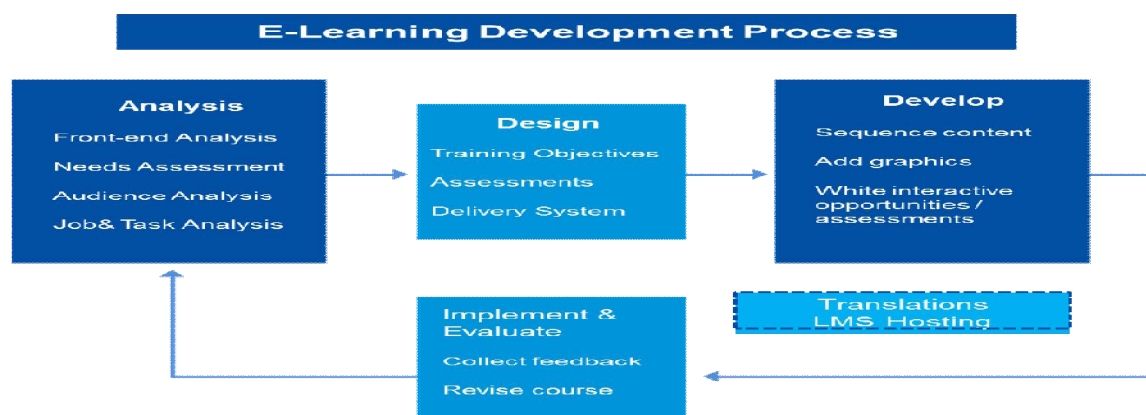 E-Learning Development Process
Analysis
Front-end Analysis
Needs Assessment
Audience Analysis
Job& Task Analysis
Design
Training Objectives
Assessments
Delivery System
Develop
Sequence content
Add graphics
White interactive
opportunities /
assessments
Translations
LMS Hosting
Implement &
Evaluate
Collect feedback
Revise course